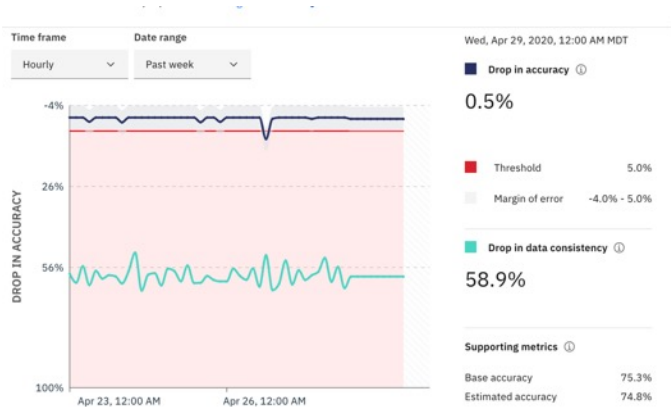 Time frame
Date range
Hourly
Past week
-4%
26%
56%
100%
DROP IN ACCURACY
Apr 23, 12:00 AM
Apr 26, 12:00 AM
Wed, Apr 29, 2020, 12:00 AM MDT
Drop in accuracy
0.5%
Threshold 5.0%
Margin of error -4.0% - 5.0%
Drop in data consistency
58.9%
Supporting metrics
Base accuracy 75.3%
Estimated accuracy 74.8%